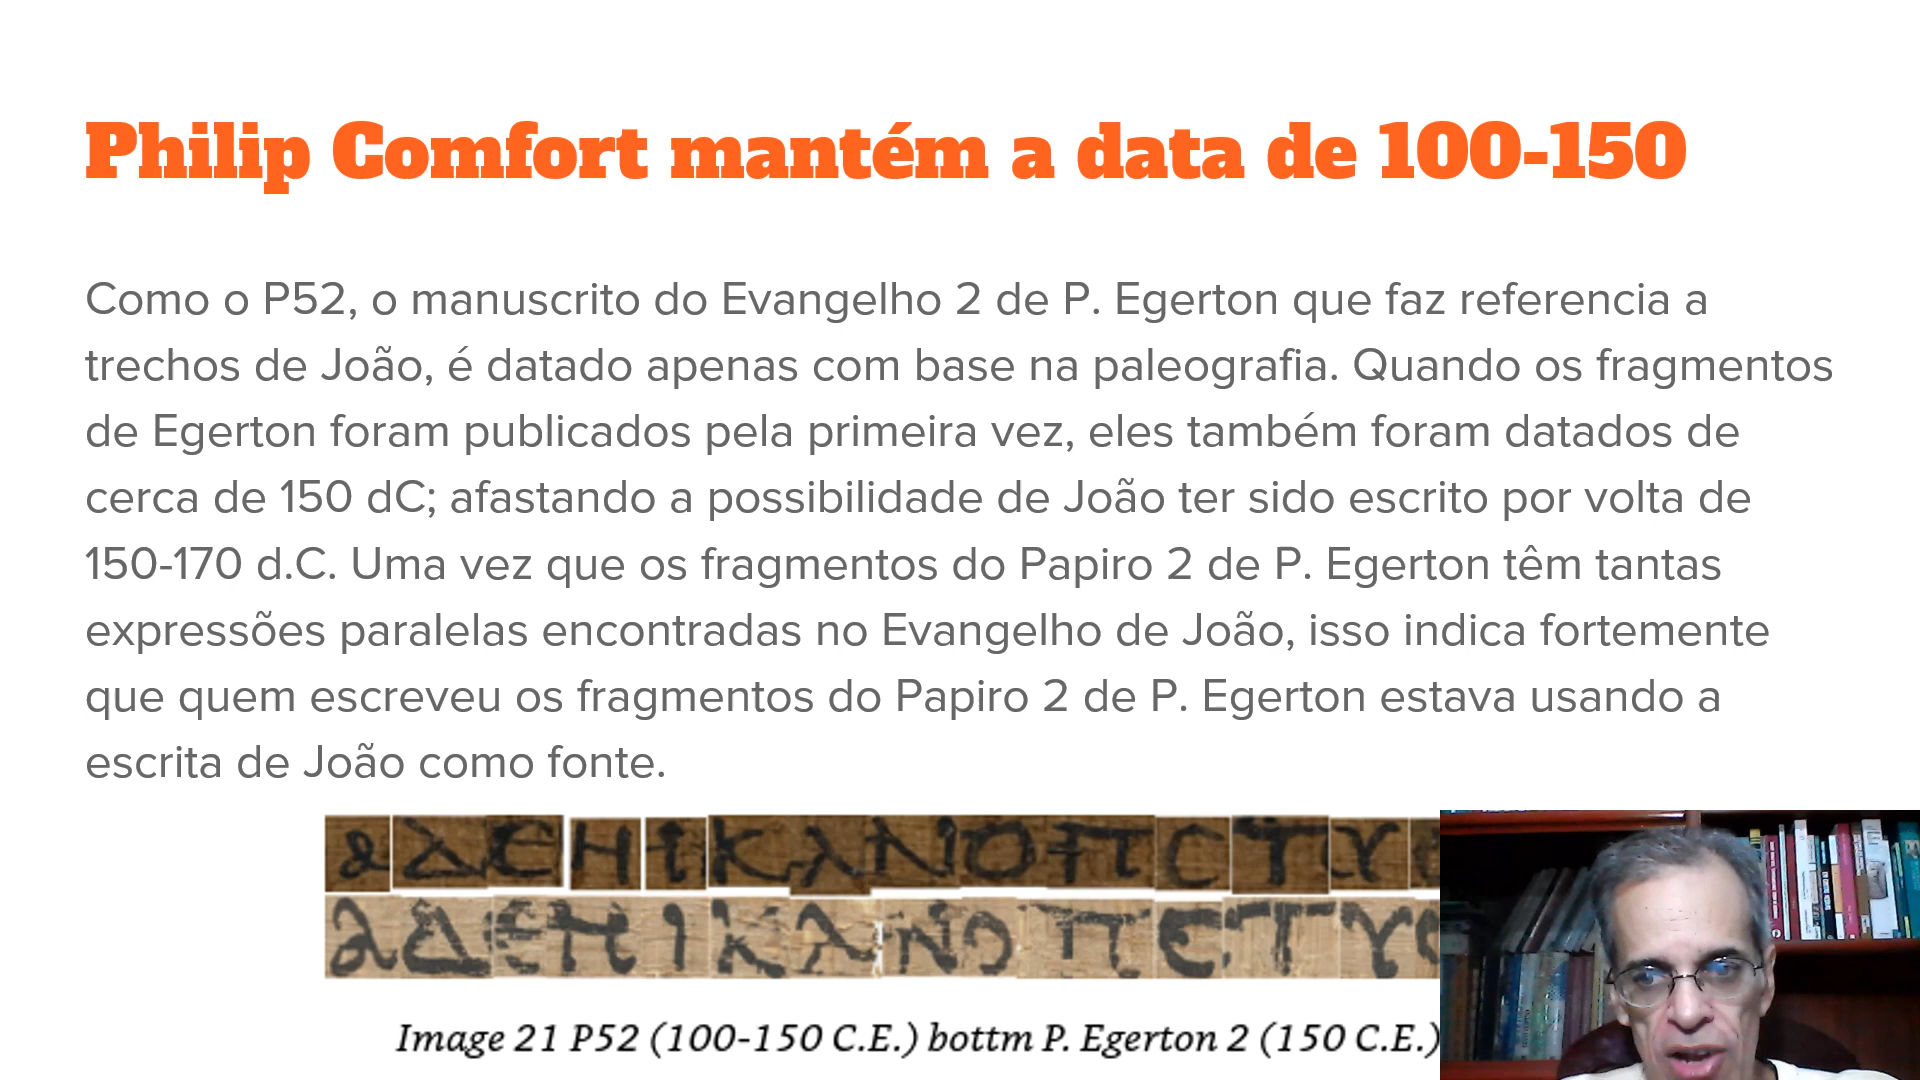 Philip Comfort mantém a data de 100-150
Como o P52, o manuscrito do Evangelho 2 de P. Egerton que faz referencia a
trechos de João, é datado apenas com base na paleografia. Quando os fragmentos
de Egerton foram publicados pela primeira vez, eles também foram datados de
cerca de 150 dC; afastando a possibilidade de João ter sido escrito por volta de
150-170 d.C. Uma vez que os fragmentos do Papiro 2 de P. Egerton têm tantas
expressões paralelas encontradas no Evangelho de João, isso indica fortemente
que quem escreveu os fragmentos do Papiro 2 de P. Egerton estava usando a
escrita de João como fonte.
α Δ Ε Η Ι Κ λ Ν Ο Π C Τ Υ
α Δ Ε Η Ι Κ λ Ν Ο Π Є Τ Υ
Image 21 P52 (100-150 C.E.) bottm P. Egerton 2 (150 C.E.)